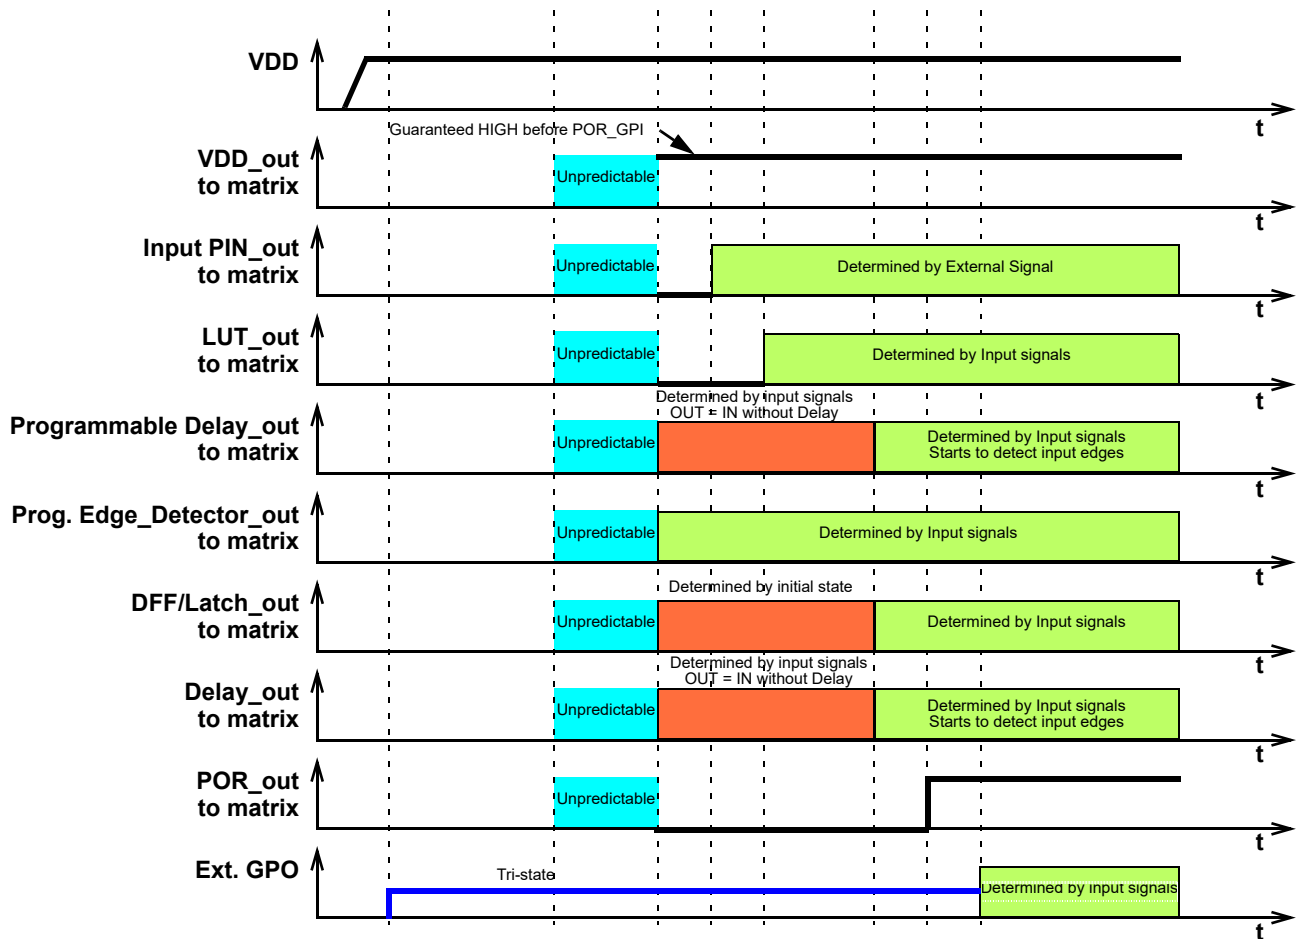 VDD
t
Guaranteed HIGH before POR_GPI
VDD_out
to matrix
Unpredictable
t
Input PIN_out
to matrix
Unpredictable
Determined by External Signal
t
LUT_out
to matrix
Unpredictable
Determined by Input signals
t
Determined by input signals
OUT = IN without Delay
Programmable Delay_out
to matrix
Unpredictable
Determined by Input signals
Starts to detect input edges
t
Prog. Edge_Detector_out
to matrix
Unpredictable
Determined by Input signals
t
Determined by initial state
DFF/Latch_out
to matrix
Unpredictable
Determined by Input signals
t
Determined by input signals
OUT = IN without Delay
Delay_out
to matrix
Unpredictable
Determined by Input signals
Starts to detect input edges
t
POR_out
to matrix
Unpredictable
t
Ext. GPO
Tri-state
Determined by input signals
t